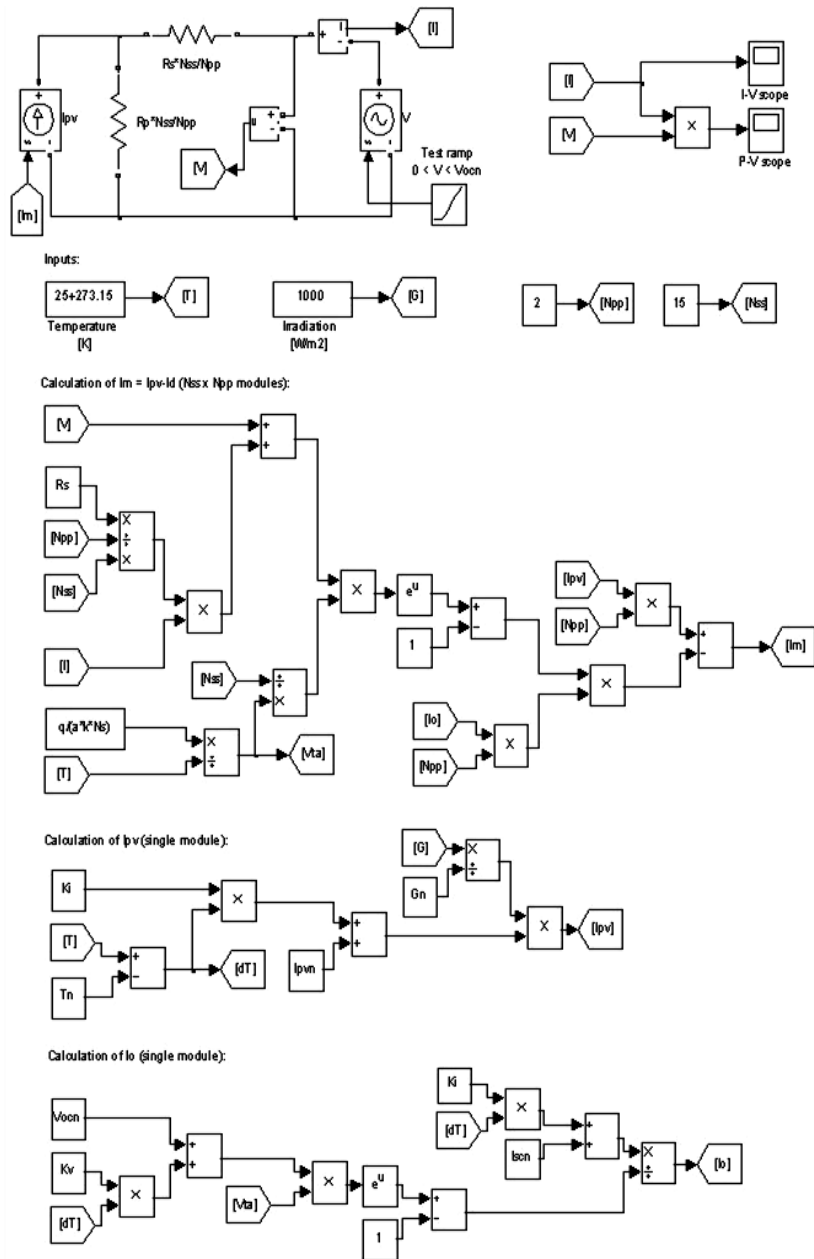 [I]
Rs*Nss/Npp
Ipv
Rp*Nss/Npp
V
[V]
Test ramp
0 < V < Vocn
[Im]
[I]
[V]
×
I-V scope
P-V scope
Inputs:
25+273.15
[T]
Temperature
[K]
1000
[G]
Irradiation
[W/m2]
2
[Npp]
15
[Nss]
Calculation of Im = Ipv-Id (Nss x Npp modules):
[V]
+
+
Rs
[Npp]
[Nss]
×
÷
×
×
[I]
×
e^u
1
+
-
[Ipv]
[Npp]
×
+
-
[Im]
[Nss]
÷
×
×
q/(a*k*Ns)
[T]
×
÷
[Vta]
[Io]
[Npp]
×
Calculation of Ipv (single module):
[G]
Gn
×
÷
Ki
×
[T]
Tn
+
-
[dT]
Ipvn
+
+
×
[Ipv]
Calculation of Io (single module):
Ki
[dT]
×
Iscn
+
+
×
÷
[Io]
Vocn
Kv
[dT]
×
+
+
[Vta]
×
e^u
1
+
-